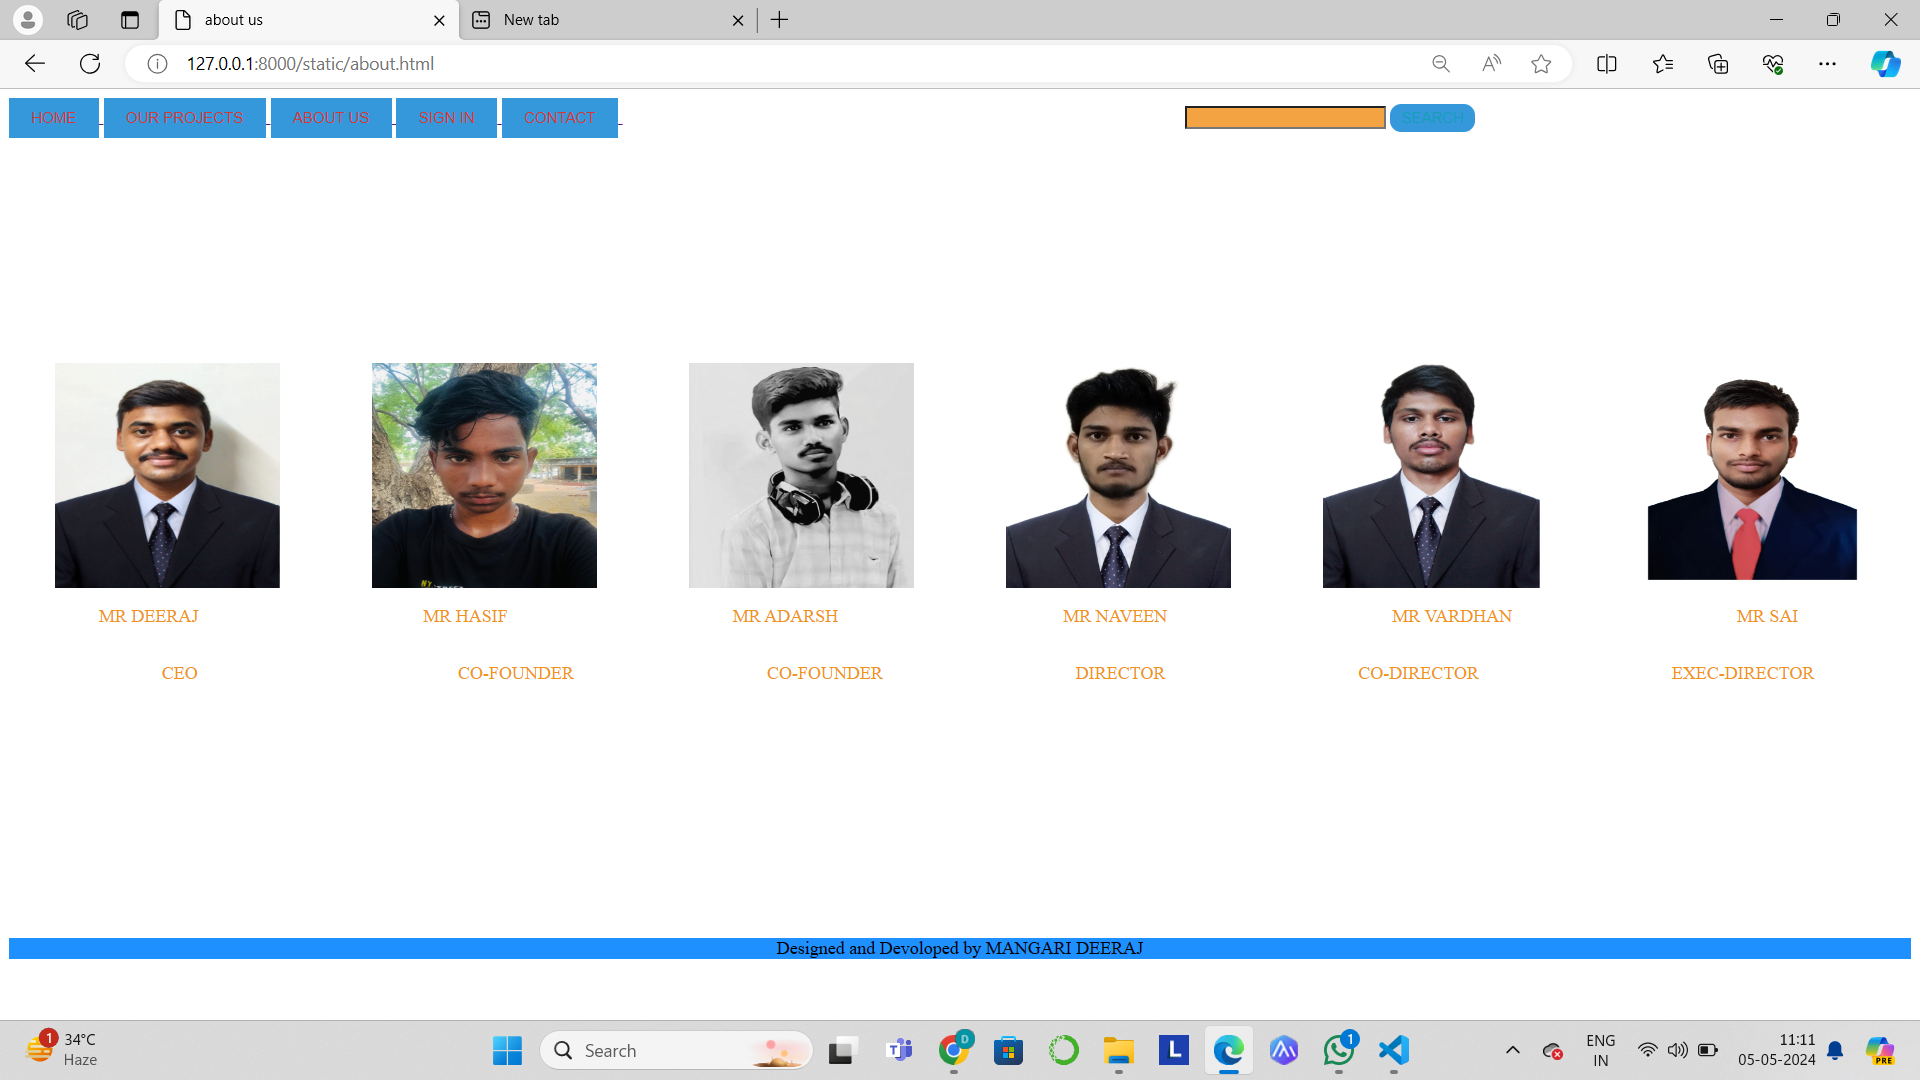 about us
New tab
127.0.0.1:8000/static/about.html
HOME OUR PROJECTS ABOUT US SIGN IN CONTACT SEARCH
MR DEERAJ MR HASIF MR ADARSH MR NAVEEN MR VARDHAN MR SAI
CEO CO-FOUNDER CO-FOUNDER DIRECTOR CO-DIRECTOR EXEC-DIRECTOR
Designed and Devoloped by MANGARI DEERAJ
1
34°C
Haze
Search
D
L
1
ENG
IN
11:11
05-05-2024
PRE